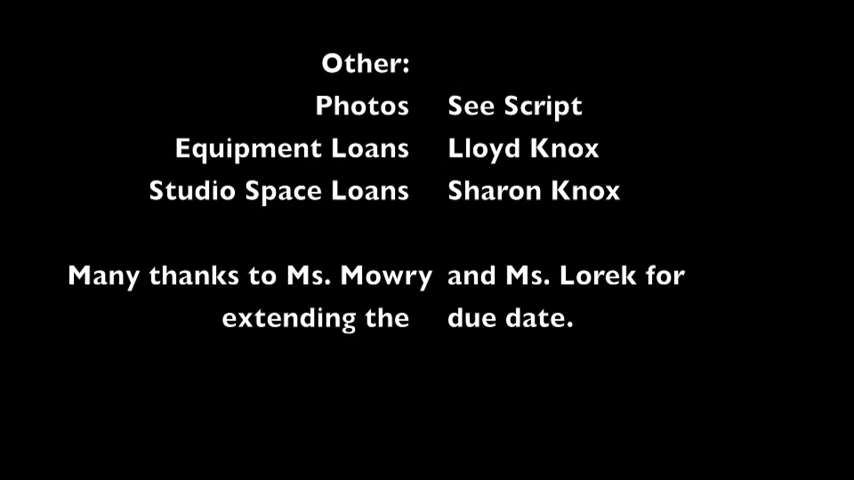 Other:
Photos See Script
Equipment Loans Lloyd Knox
Studio Space Loans Sharon Knox
Many thanks to Ms. Mowry and Ms. Lorek for
extending the due date.